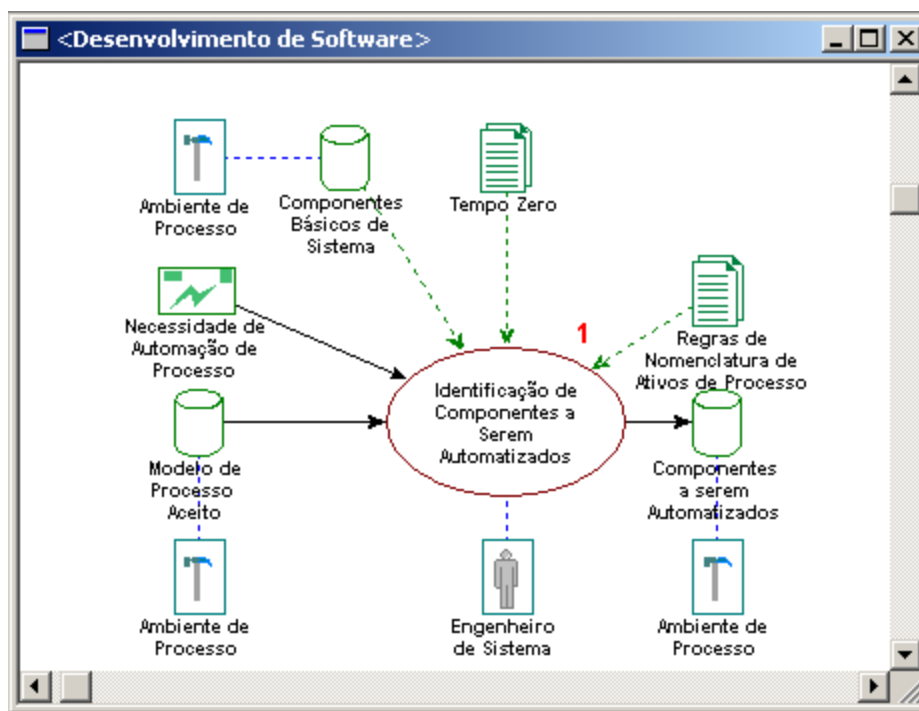 <Desenvolvimento de Software>
Ambiente de
Processo
Componentes
Básicos de
Sistema
Tempo Zero
Necessidade de
Automação de
Processo
1
Regras de
Nomenclatura de
Ativos de Processo
Identificação de
Componentes a
Serem
Automatizados
Modelo de
Processo
Aceito
Componentes
a serem
Automatizados
Ambiente de
Processo
Engenheiro
de Sistema
Ambiente de
Processo